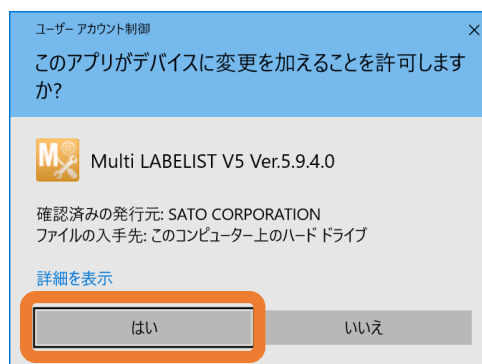 ユーザー アカウント制御
このアプリがデバイスに変更を加えることを許可します
か?
Multi LABELIST V5 Ver.5.9.4.0
確認済みの発行元: SATO CORPORATION
ファイルの入手先: このコンピューター上のハード ドライブ
詳細を表示
はい
いいえ